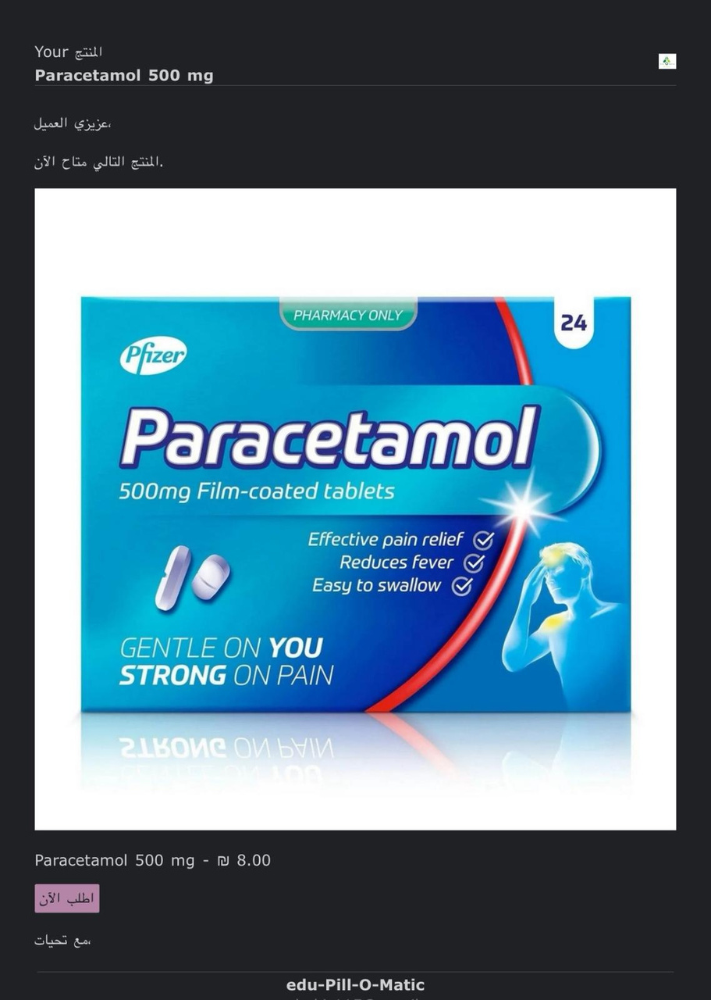 Your المنتج
Paracetamol 500 mg
عزيزي العميل،
المنتج التالي متاح الآن.
PHARMACY ONLY
24
Pfizer
Paracetamol
500mg Film-coated tablets
Effective pain relief
Reduces fever
Easy to swallow
GENTLE ON YOU
STRONG ON PAIN
Paracetamol 500 mg - ₪ 8.00
اطلب الآن
مع تحيات،
edu-Pill-O-Matic